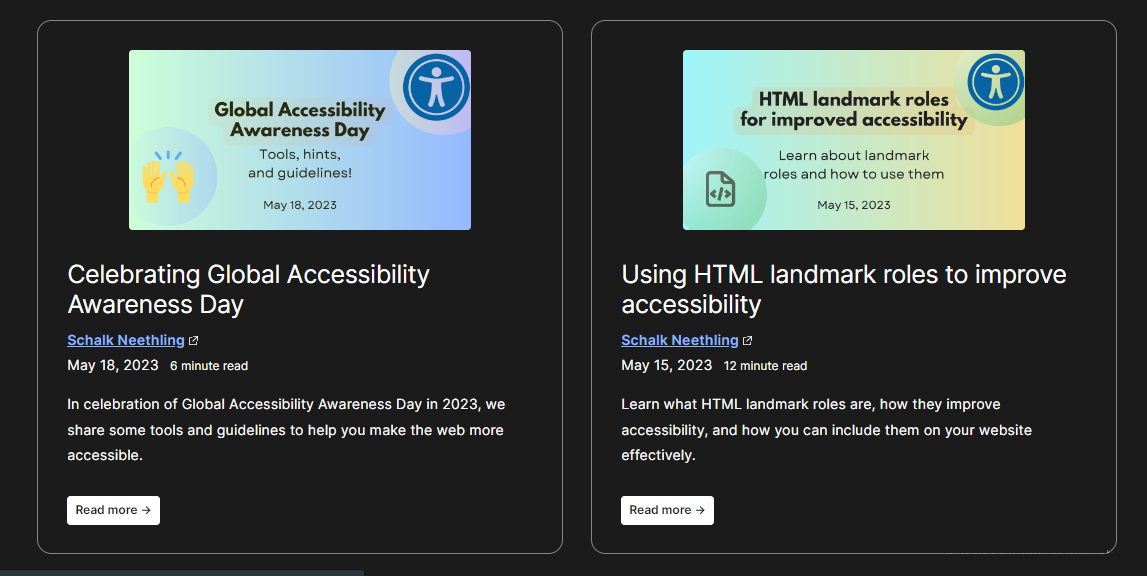 Global Accessibility
Awareness Day
Tools, hints,
and guidelines!
May 18, 2023
Celebrating Global Accessibility
Awareness Day
Schalk Neethling
May 18, 2023 6 minute read
In celebration of Global Accessibility Awareness Day in 2023, we
share some tools and guidelines to help you make the web more
accessible.
Read more →
HTML landmark roles
for improved accessibility
Learn about landmark
roles and how to use them
May 15, 2023
Using HTML landmark roles to improve
accessibility
Schalk Neethling
May 15, 2023 12 minute read
Learn what HTML landmark roles are, how they improve
accessibility, and how you can include them on your website
effectively.
Read more →